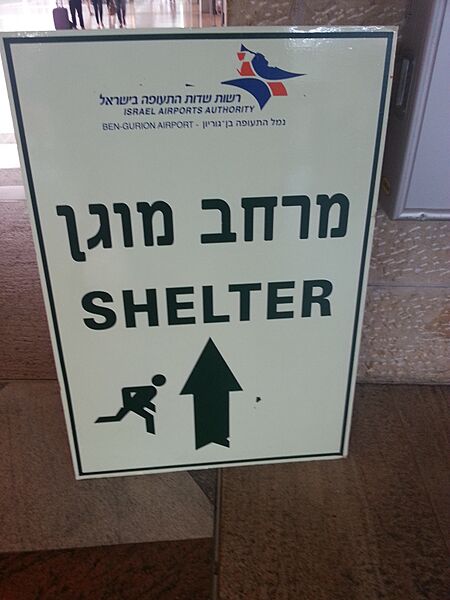 רשות שדות התעופה בישראל
ISRAEL AIRPORTS AUTHORITY
BEN-GURION AIRPORT - נמל התעופה בן־גוריון
מרחב מוגן
SHELTER